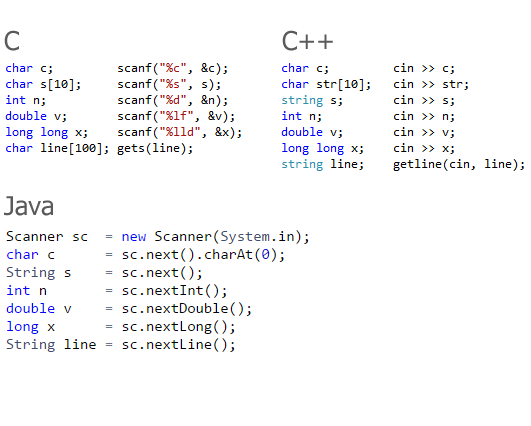 C
char c; scanf("%c", &c);
char s[10]; scanf("%s", s);
int n; scanf("%d", &n);
double v; scanf("%lf", &v);
long long x; scanf("%lld", &x);
char line[100]; gets(line);
C++
char c; cin >> c;
char str[10]; cin >> str;
string s; cin >> s;
int n; cin >> n;
double v; cin >> v;
long long x; cin >> x;
string line; getline(cin, line);
Java
Scanner sc = new Scanner(System.in);
char c = sc.next().charAt(0);
String s = sc.next();
int n = sc.nextInt();
double v = sc.nextDouble();
long x = sc.nextLong();
String line = sc.nextLine();